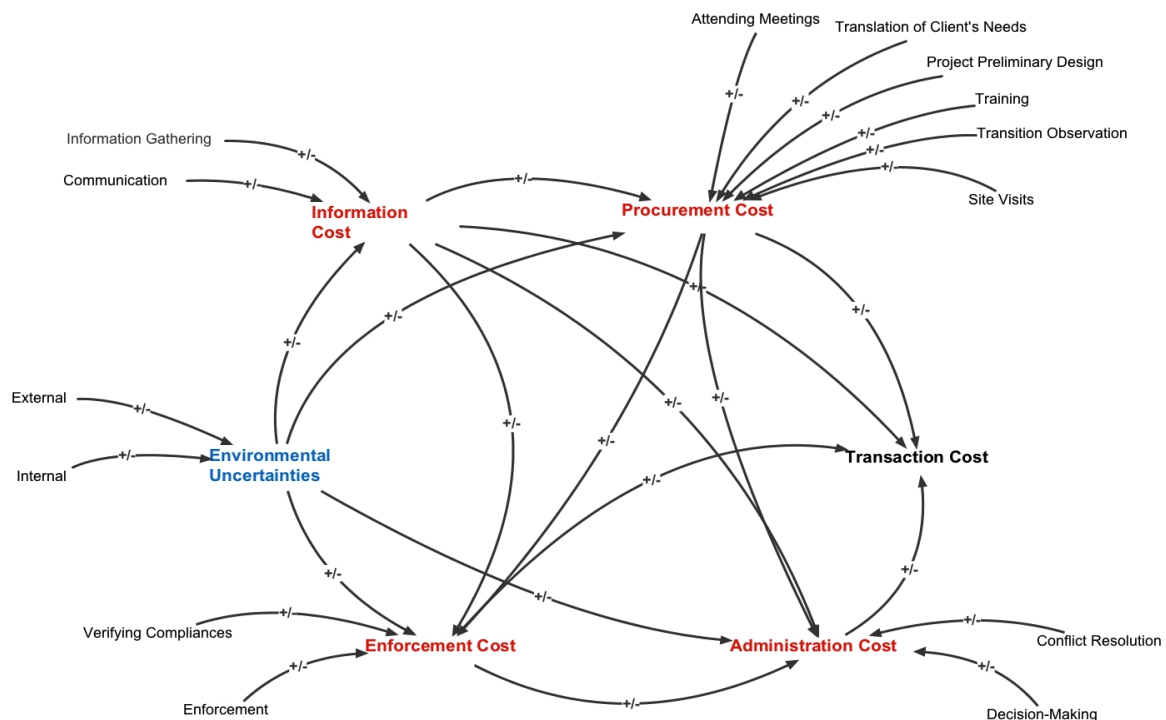 Attending Meetings
Translation of Client's Needs
Project Preliminary Design
+/-
+/-
Training
+/-
Information Gathering
+/-
Transition Observation
+/-
+/-
Communication
+/-
+/-
+/-
Site Visits
Information
Cost
Procurement Cost
+/-
+/-
+/-
+/-
External
+/-
+/-
+/-
+/-
+/-
Internal
+/-
Environmental
Uncertainties
Transaction Cost
+/-
+/-
+/-
+/-
Verifying Compliances
+/-
+/-
Conflict Resolution
Enforcement Cost
Administration Cost
Enforcement
+/-
+/-
+/-
Decision-Making